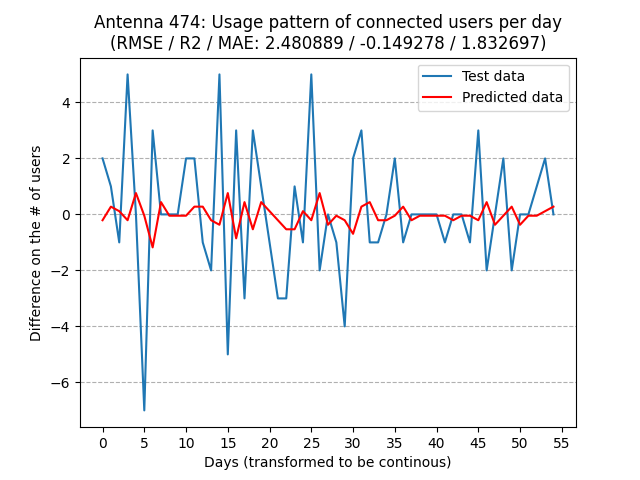 Antenna 474: Usage pattern of connected users per day
(RMSE / R2 / MAE: 2.480889 / -0.149278 / 1.832697)
Test data
Predicted data
Difference on the # of users
4
2
0
−2
−4
−6
0 5 10 15 20 25 30 35 40 45 50 55
Days (transformed to be continous)